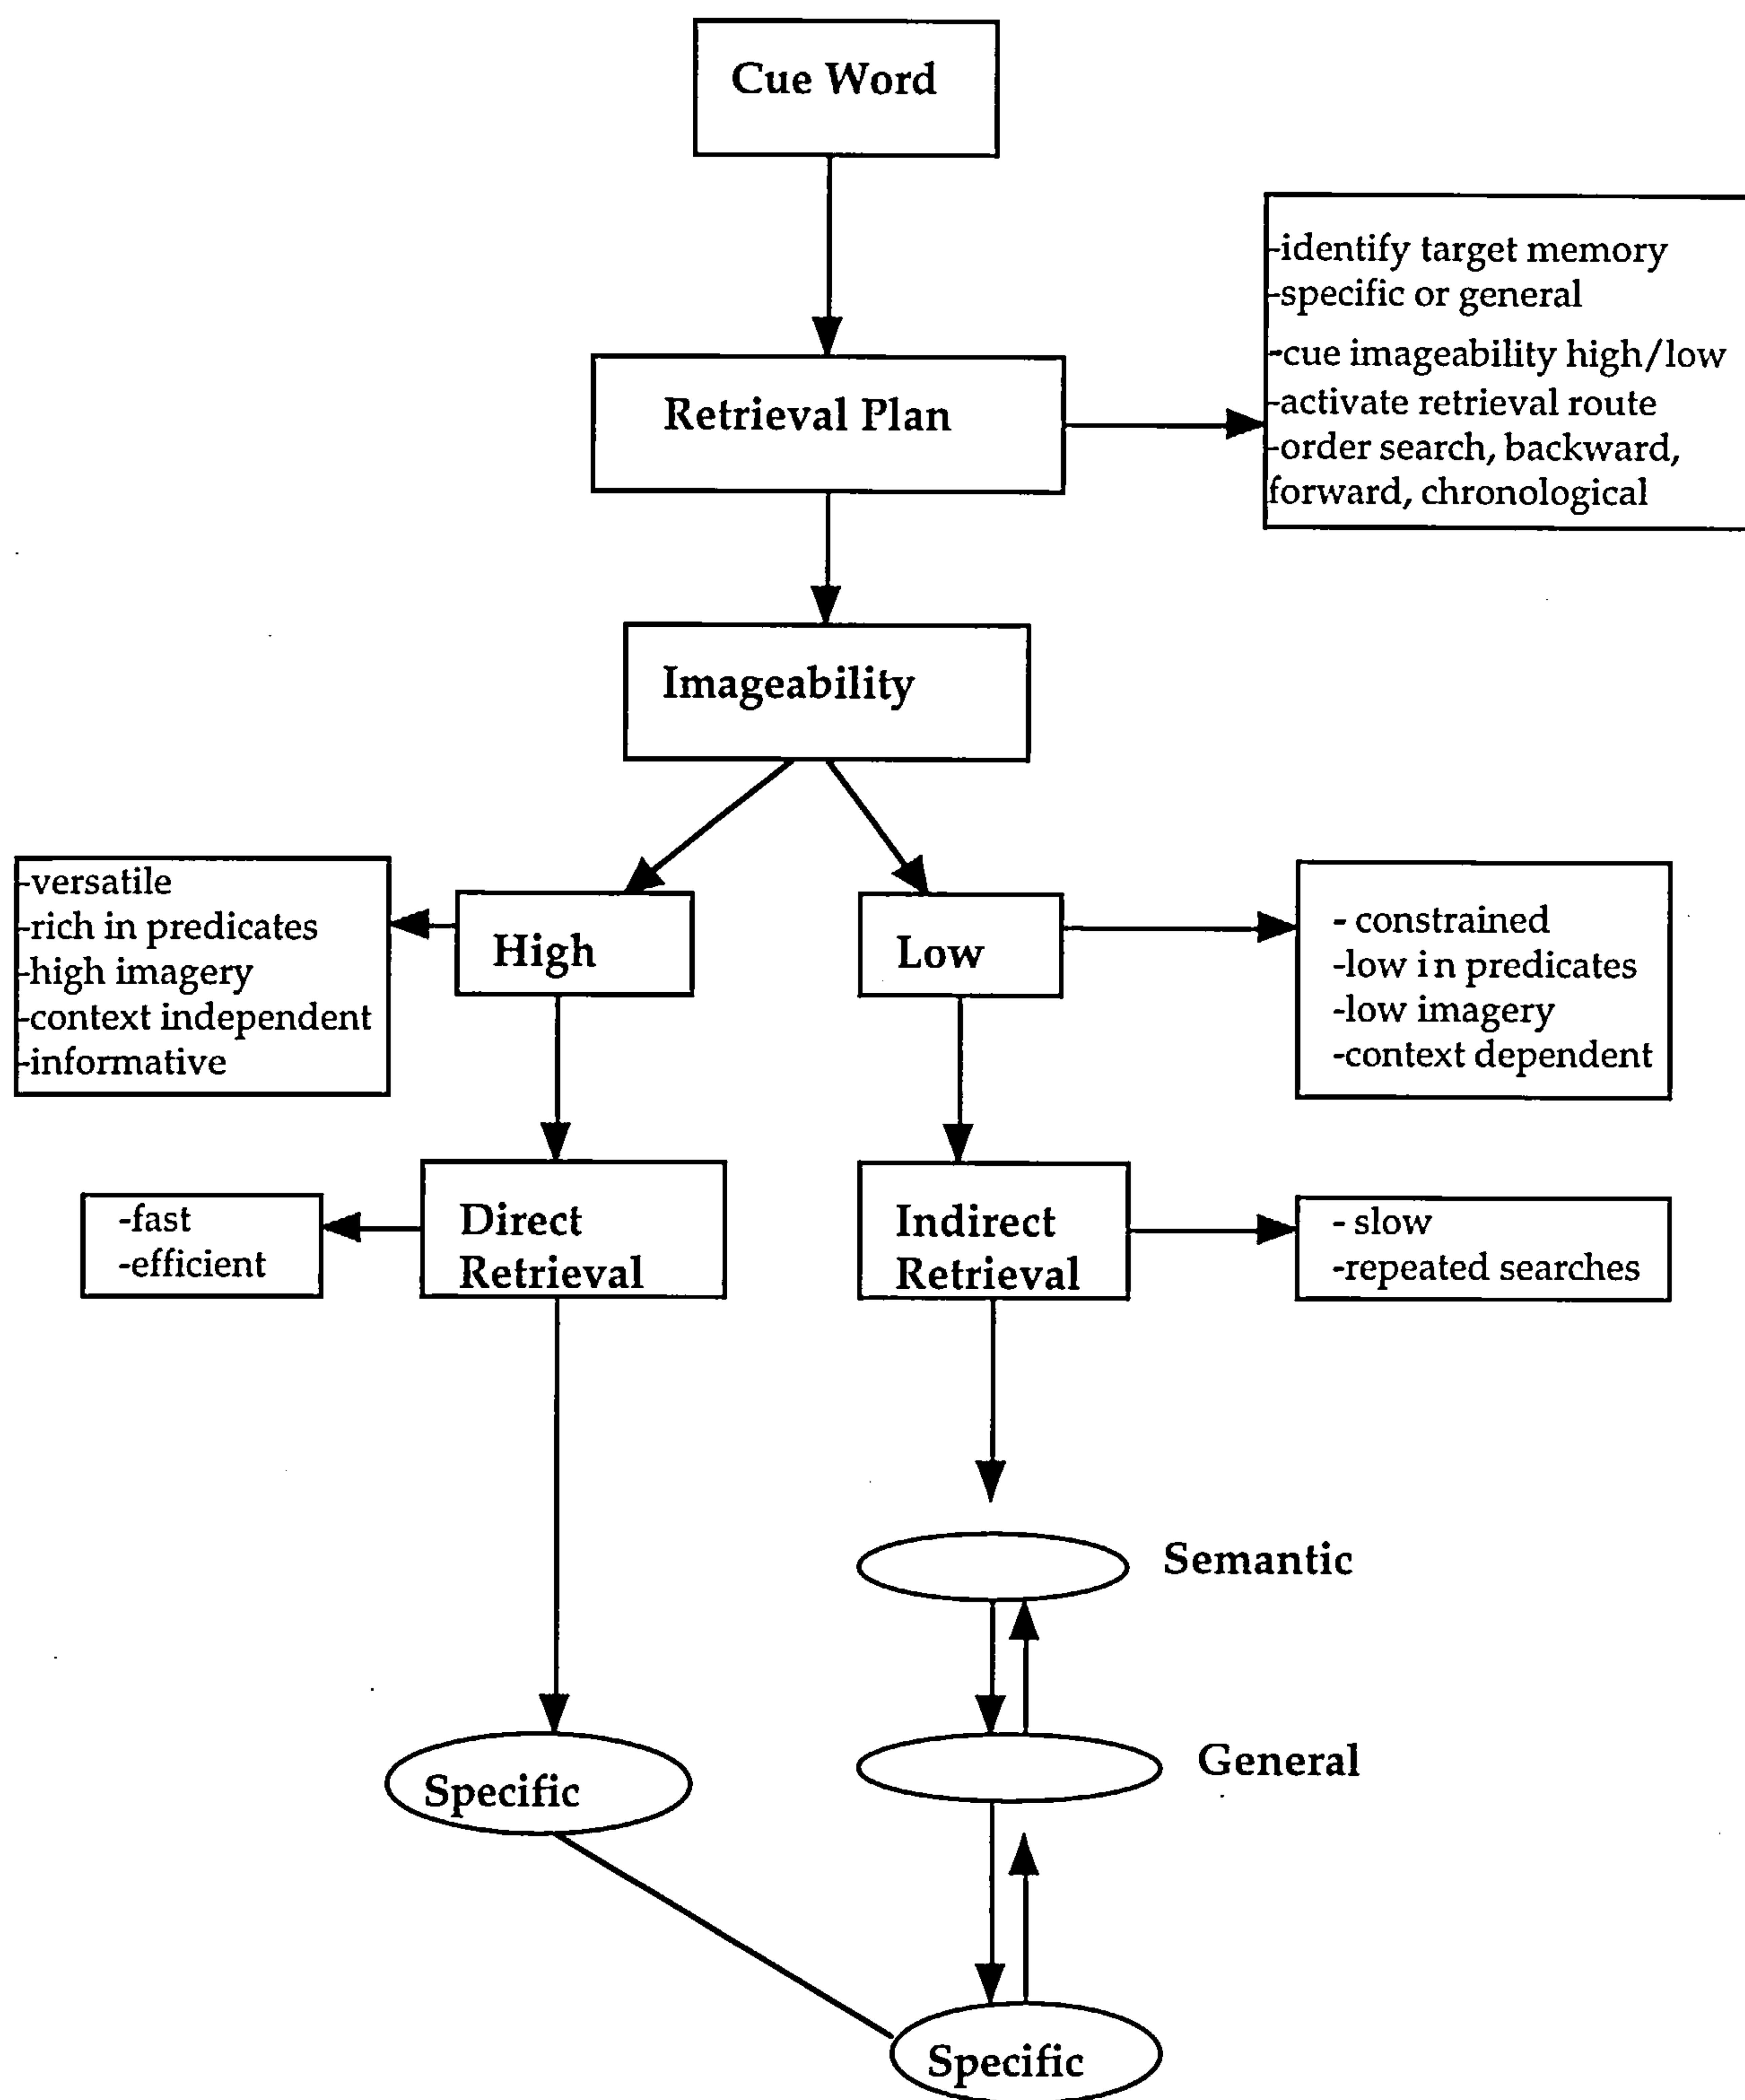 Cue Word
-identify target memory
-specific or general
-cue imageability high/low
-activate retrieval route
-order search, backward,
forward, chronological
Retrieval Plan
Imageability
-versatile
-rich in predicates
-high imagery
-context independent
-informative
High
Low
- constrained
-low in predicates
-low imagery
-context dependent
-fast
-efficient
Direct
Retrieval
Indirect
Retrieval
- slow
-repeated searches
Semantic
General
Specific
Specific